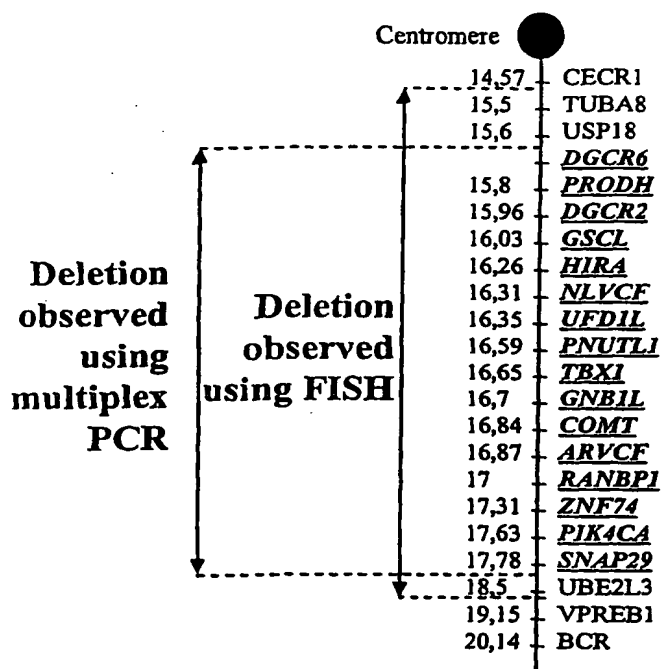 Centromere
14,57 CECR1
15,5 TUBA8
15,6 USP18
DGCR6
15,8 PRODH
15,96 DGCR2
16,03 GSCL
16,26 HIRA
16,31 NLVCF
16,35 UFD1L
16,59 PNUTL1
16,65 TBX1
16,7 GNB1L
16,84 COMT
16,87 ARVCF
17 RANBP1
17,31 ZNF74
17,63 PIK4CA
17,78 SNAP29
18,5 UBE2L3
19,15 VPREB1
20,14 BCR
Deletion
observed
using
multiplex
PCR
Deletion
observed
using FISH